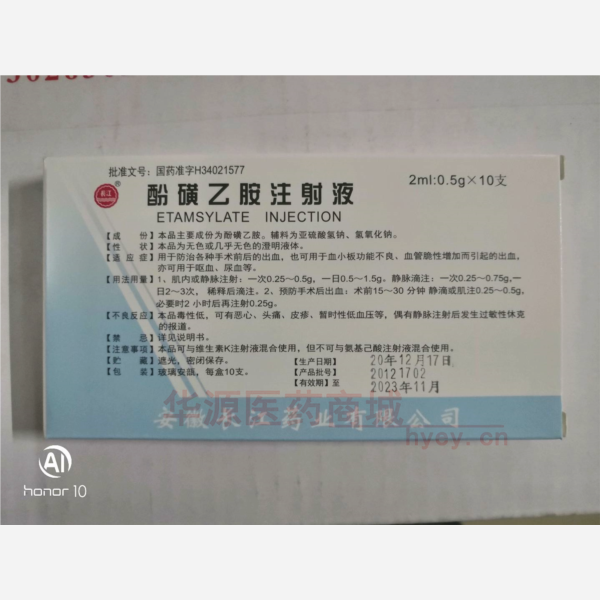 批准文号：国药准字H34021577
长江
酚磺乙胺注射液
2ml:0.5g×10支
ETAMSYLATE INJECTION
【成 份】本品主要成份为酚磺乙胺。辅料为亚硫酸氢钠、氢氧化钠。
【性 状】本品为无色或几乎无色的澄明液体。
【适 应 症】用于防治各种手术前后的出血，也可用于血小板功能不良、血管脆性增加而引起的出血，
亦可用于呕血、尿血等。
【用法用量】1、肌内或静脉注射：一次0.25～0.5g，一日0.5～1.5g。静脉滴注：一次0.25～0.75g,一
日2～3次， 稀释后滴注。2、预防手术后出血：术前15～30 分钟 静滴或肌注0.25～0.5g，
必要时2 小时后再注射0.25g。
【不良反应】本品毒性低，可有恶心、头痛、皮疹、暂时性低血压等，偶有静脉注射后发生过敏性休克
的报道。
【禁 忌】详见说明书。
【注意事项】本品可与维生素K注射液混合使用，但不可与氨基己酸注射液混合使用。
【贮 藏】遮光，密闭保存。
【包 装】玻璃安瓿，每盒10支。
【生产日期】 20年12月17日
【产品批号】 20121702
【有效期】至 2023年11月
华源医药商城
hyey.cn
安徽长江药业有限公司
AI
honor 10